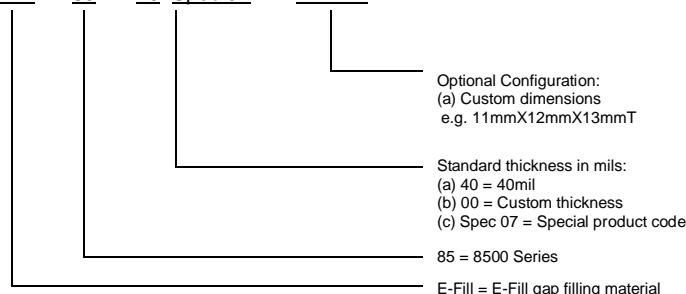 Optional Configuration:
(a) Custom dimensions
e.g. 11mmX12mmX13mmT
Standard thickness in mils:
(a) 40 = 40mil
(b) 00 = Custom thickness
(c) Spec 07 = Special product code
85 = 8500 Series
E-Fill = E-Fill gap filling material